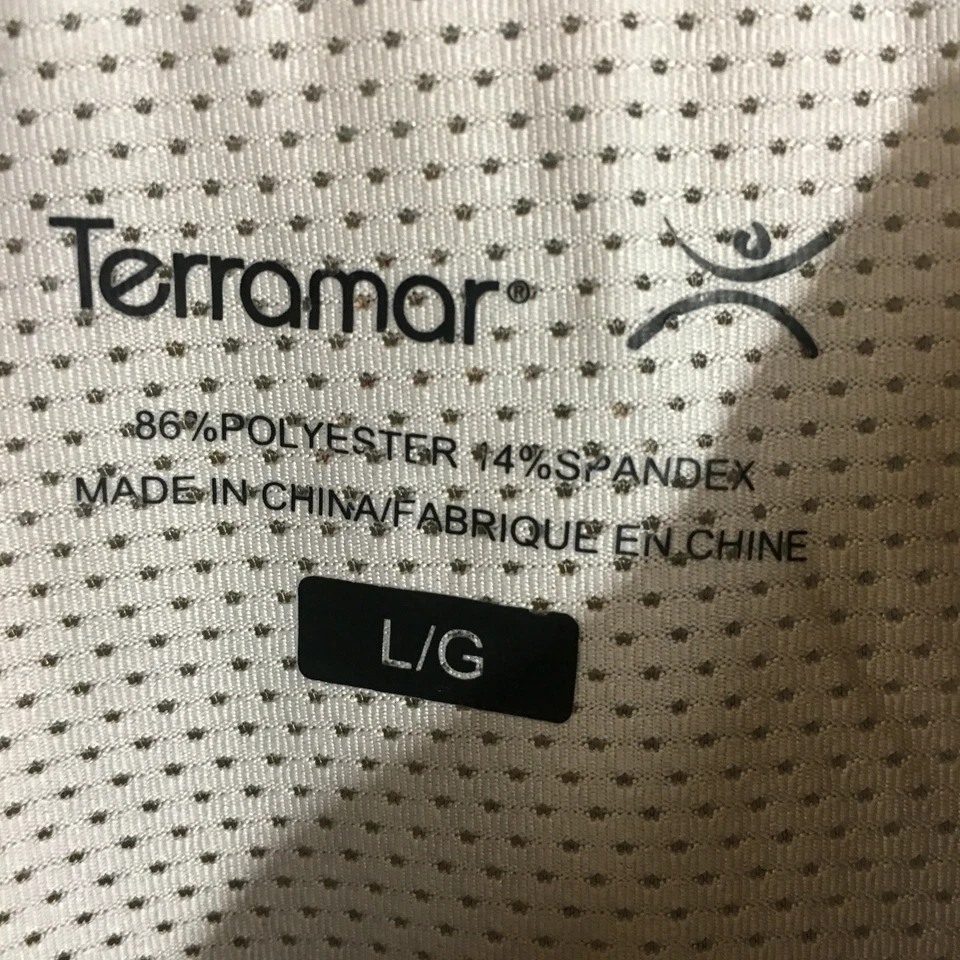 Terramar®
86%POLYESTER 14%SPANDEX
MADE IN CHINA/FABRIQUE EN CHINE
L/G